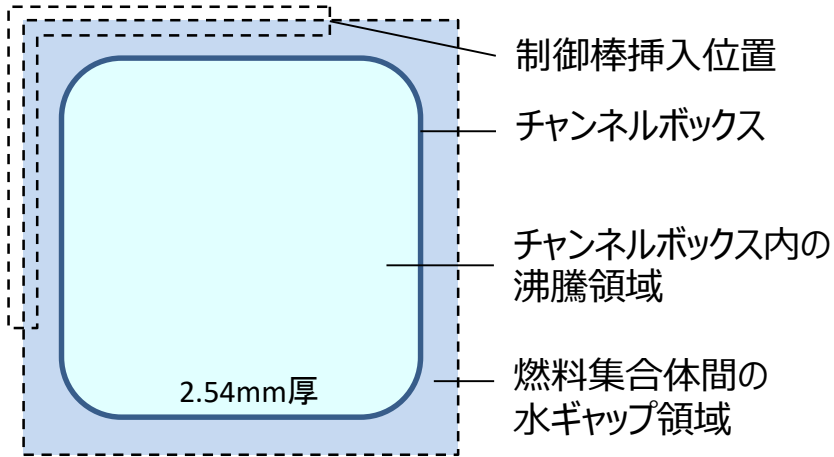 制御棒挿入位置
チャンネルボックス
チャンネルボックス内の
沸騰領域
2.54mm厚
燃料集合体間の
水ギャップ領域